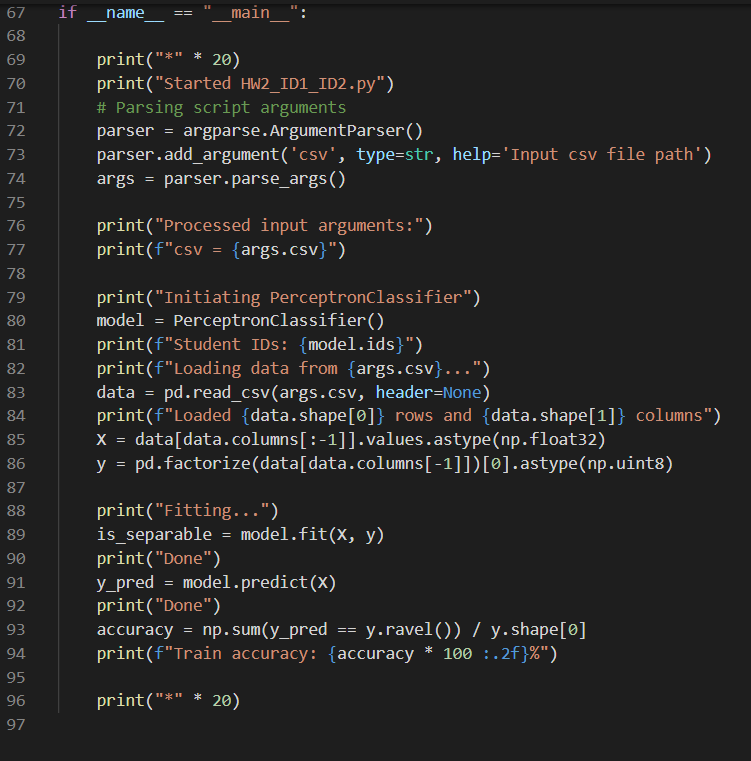 67 if __name__ == "__main__":
68
69 print("*" * 20)
70 print("Started HW2_ID1_ID2.py")
71 # Parsing script arguments
72 parser = argparse.ArgumentParser()
73 parser.add_argument('csv', type=str, help='Input csv file path')
74 args = parser.parse_args()
75
76 print("Processed input arguments:")
77 print(f"csv = {args.csv}")
78
79 print("Initiating PerceptronClassifier")
80 model = PerceptronClassifier()
81 print(f"Student IDs: {model.ids}")
82 print(f"Loading data from {args.csv}...")
83 data = pd.read_csv(args.csv, header=None)
84 print(f"Loaded {data.shape[0]} rows and {data.shape[1]} columns")
85 X = data[data.columns[:-1]].values.astype(np.float32)
86 y = pd.factorize(data[data.columns[-1]])[0].astype(np.uint8)
87
88 print("Fitting...")
89 is_separable = model.fit(X, y)
90 print("Done")
91 y_pred = model.predict(X)
92 print("Done")
93 accuracy = np.sum(y_pred == y.ravel()) / y.shape[0]
94 print(f"Train accuracy: {accuracy * 100 :.2f}%")
95
96 print("*" * 20)
97